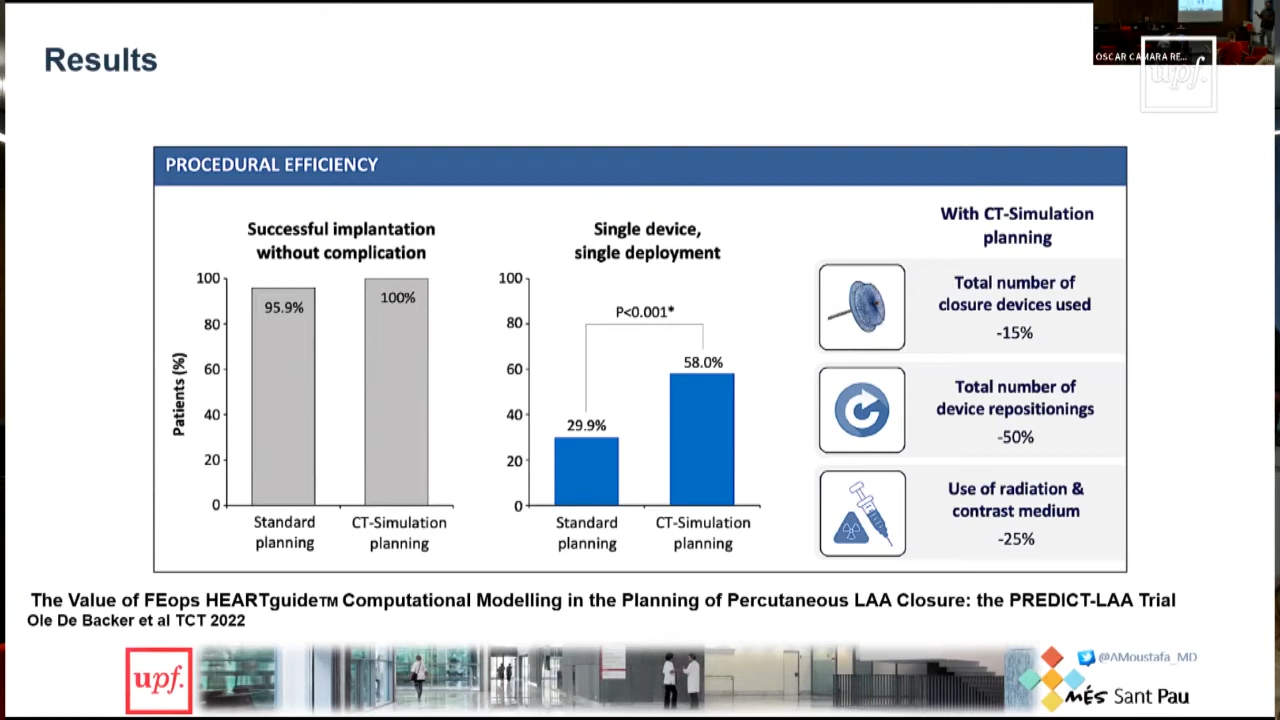 Results
OSCAR CAMARA RE...
upf.
PROCEDURAL EFFICIENCY
Successful implantation
without complication
Patients (%)
100
80
60
40
20
0
95.9%
100%
Standard
planning
CT-Simulation
planning
Single device,
single deployment
100
80
60
40
20
0
P<0.001*
29.9%
58.0%
Standard
planning
CT-Simulation
planning
With CT-Simulation
planning
Total number of
closure devices used
-15%
Total number of
device repositionings
-50%
Use of radiation &
contrast medium
-25%
The Value of FEops HEARTguide™ Computational Modelling in the Planning of Percutaneous LAA Closure: the PREDICT-LAA Trial
Ole De Backer et al TCT 2022
upf.
@AMoustafa_MD
MÉS Sant Pau